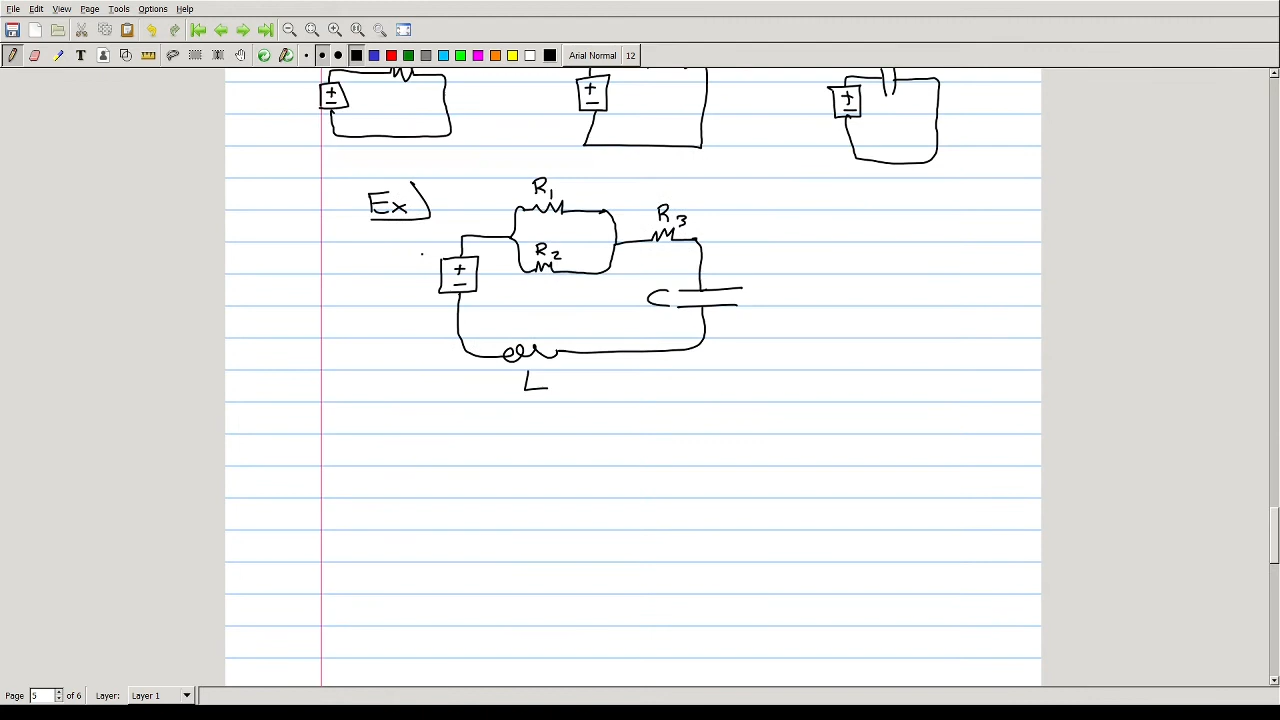 File Edit View Page Tools Options Help
T Arial Normal 12
+ + +
− − −
Ex)
R1
R3
R2
+
−
C
L
Page 5 of 6 Layer: Layer 1